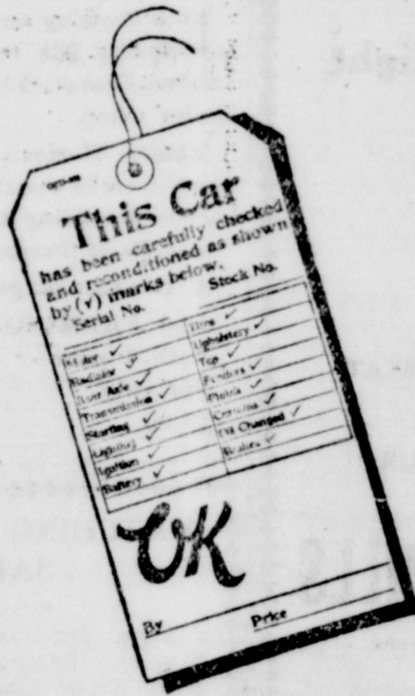 This Car
has been carefully checked
and reconditioned as shown
by (√) marks below.
Serial No. Stock No.
Motor ✓ Tires ✓
Radiator ✓ Upholstery ✓
Rear Axle ✓ Top ✓
Transmission ✓ Fenders ✓
Starting ✓ Finish ✓
Lighting ✓ Curtains ✓
Ignition ✓ Oil Changed ✓
Battery ✓ Brakes ✓
OK
By Price